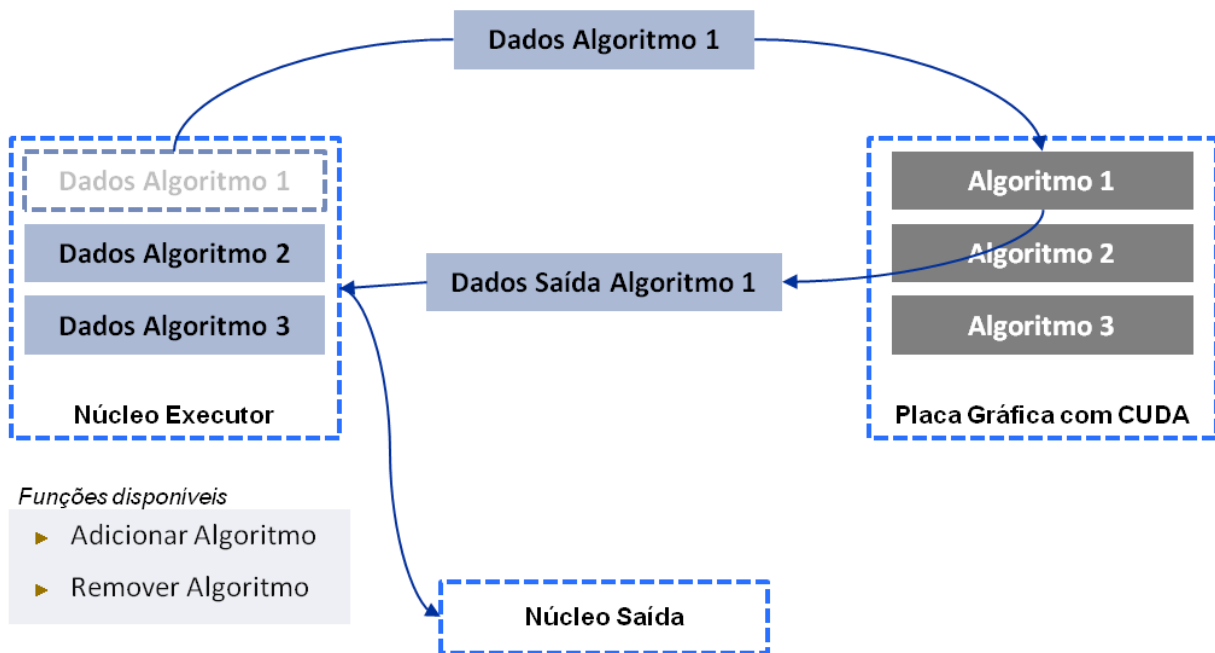 Dados Algoritmo 1
Dados Algoritmo 1
Dados Algoritmo 2
Dados Algoritmo 3
Núcleo Executor
Dados Saída Algoritmo 1
Algoritmo 1
Algoritmo 2
Algoritmo 3
Placa Gráfica com CUDA
Funções disponíveis
Adicionar Algoritmo
Remover Algoritmo
Núcleo Saída